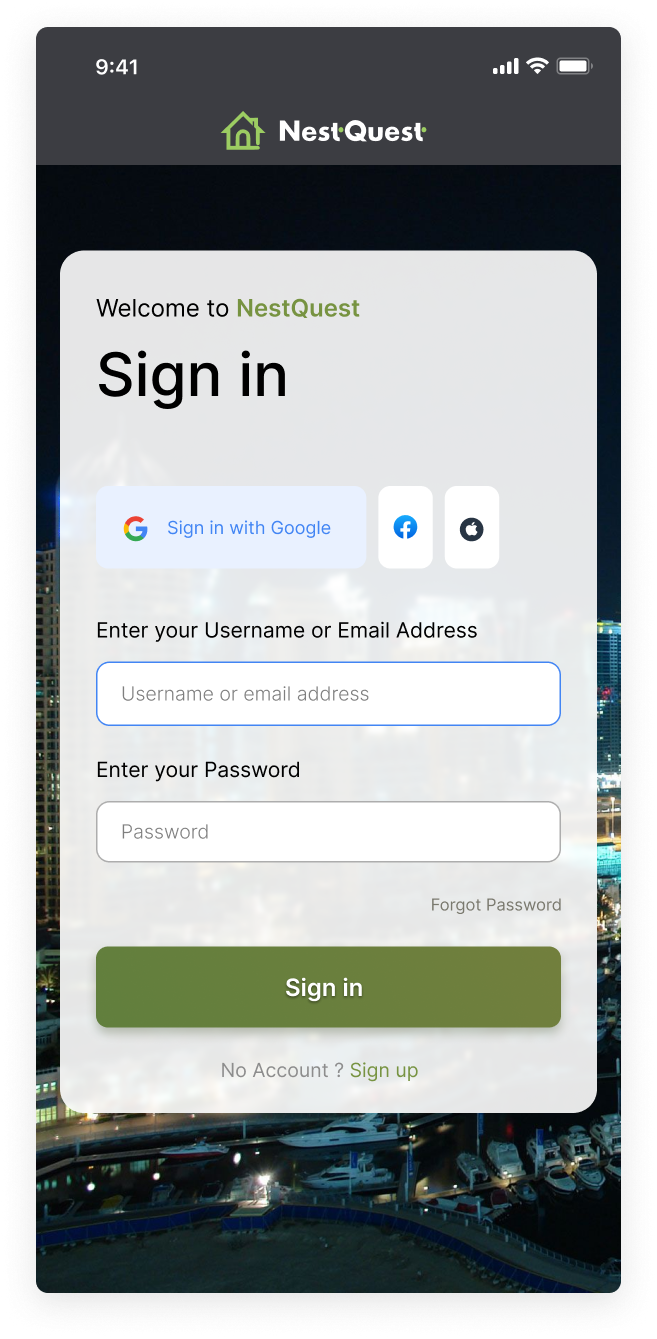 9:41
NestQuest
Welcome to NestQuest
Sign in
Sign in with Google
Enter your Username or Email Address
Username or email address
Enter your Password
Password
Forgot Password
Sign in
No Account ? Sign up